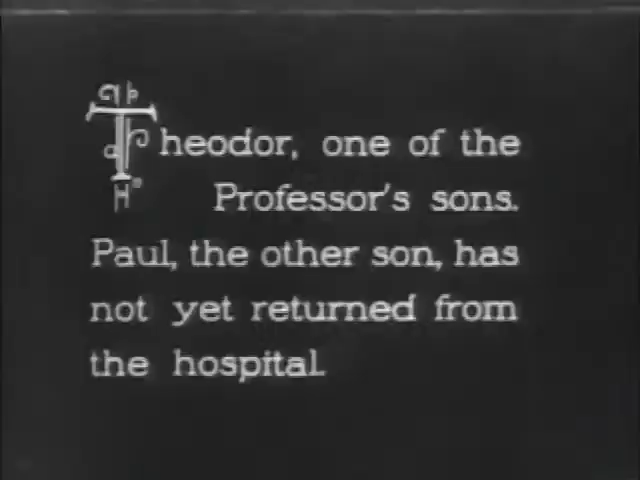 Theodor, one of the
Professor's sons.
Paul, the other son, has
not yet returned from
the hospital.